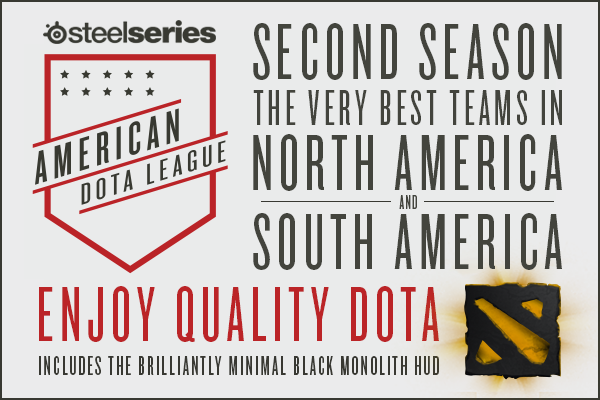 steelseries
AMERICAN
DOTA LEAGUE
SECOND SEASON
THE VERY BEST TEAMS IN
NORTH AMERICA
AND
SOUTH AMERICA
ENJOY QUALITY DOTA
INCLUDES THE BRILLIANTLY MINIMAL BLACK MONOLITH HUD